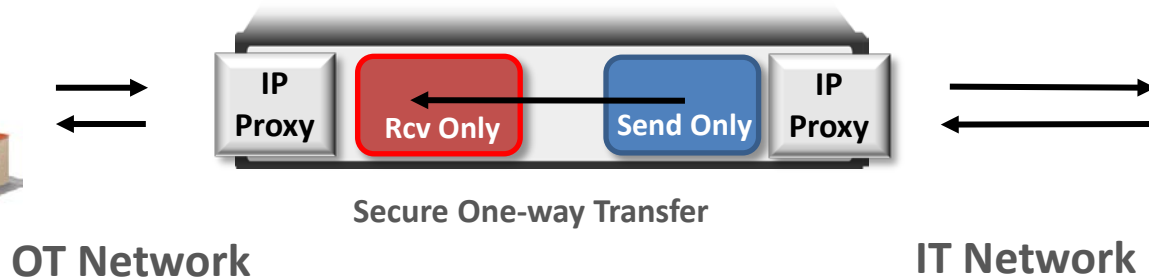 IP
Proxy
Rcv Only
Send Only
IP
Proxy
Secure One-way Transfer
OT Network
IT Network